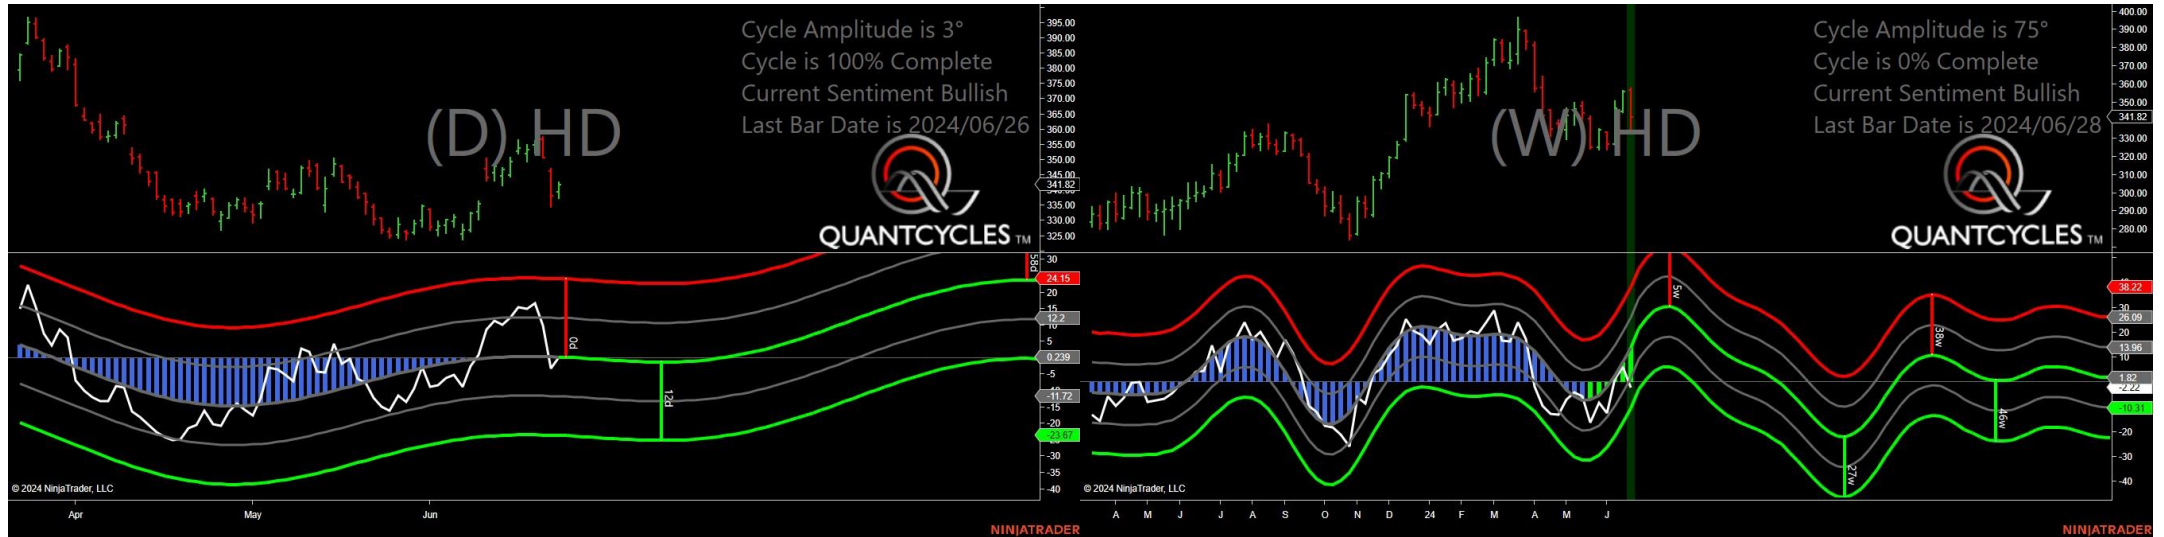 Cycle Amplitude is 3°
Cycle is 100% Complete
Current Sentiment Bullish
Last Bar Date is 2024/06/26
(D) HD
QUANTCYCLES TM
395.00
390.00
385.00
380.00
375.00
370.00
365.00
360.00
355.00
350.00
345.00
341.82
335.00
330.00
325.00
58d
30
24.15
20
15
12.2
5
0.239
-5
-11.72
-15
-20
-23.67
-30
-35
-40
0d
12d
© 2024 NinjaTrader, LLC
Apr May Jun
NINJATRADER
Cycle Amplitude is 75°
Cycle is 0% Complete
Current Sentiment Bullish
Last Bar Date is 2024/06/28
(W) HD
QUANTCYCLES TM
400.00
390.00
380.00
370.00
360.00
350.00
341.82
330.00
320.00
310.00
300.00
290.00
280.00
38.22
30
26.09
20
13.96
10
1.82
-2.22
-10.31
-20
-30
-40
5w
38w
27w
46w
© 2024 NinjaTrader, LLC
A M J J A S O N D 24 F M A M J
NINJATRADER